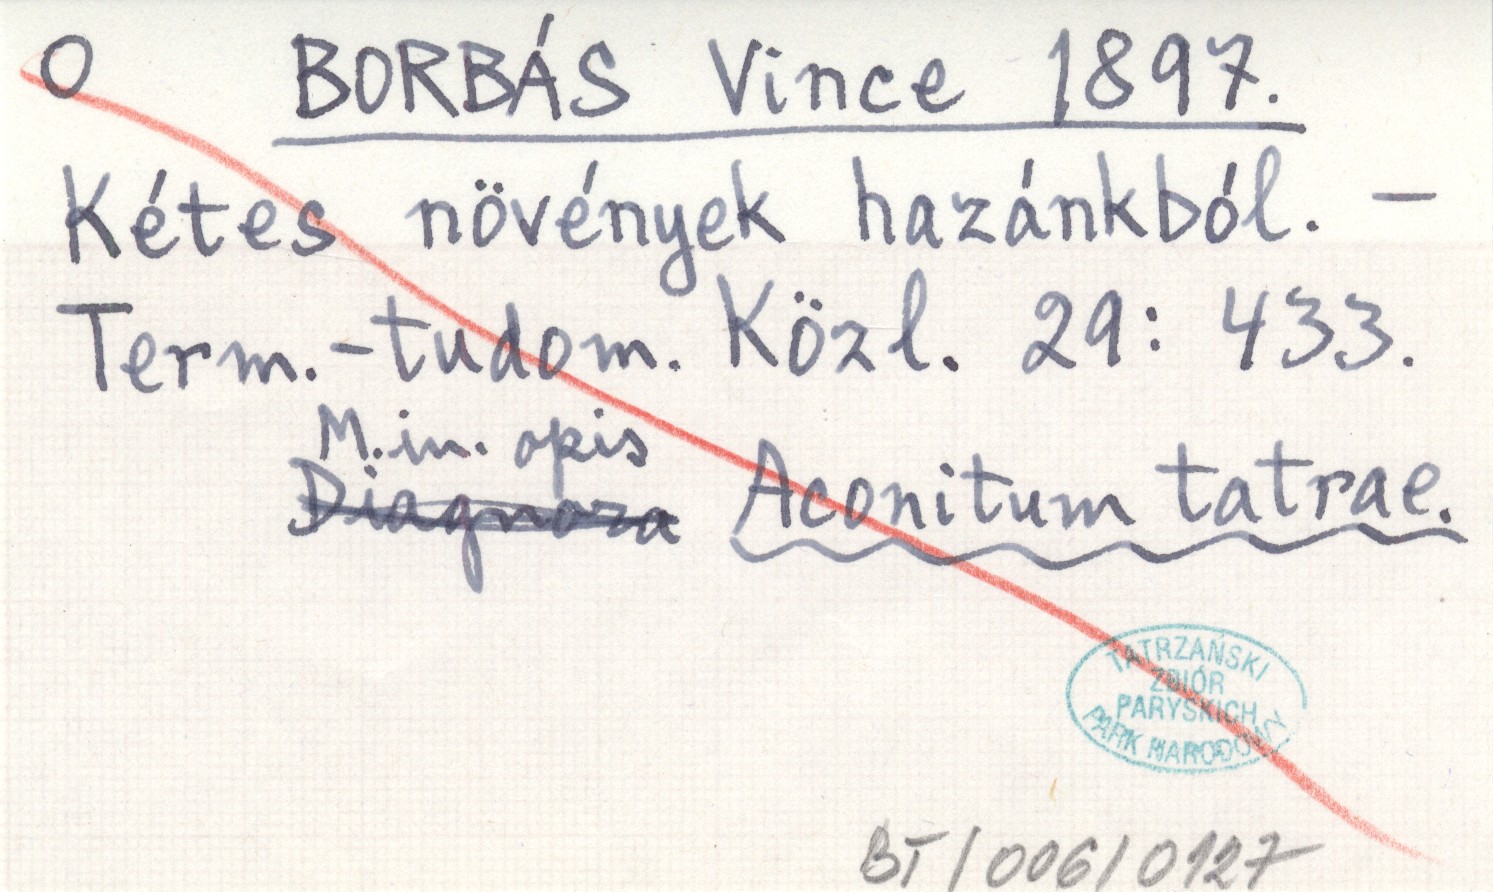 O BORBÁS Vince 1897.
Kétes növények hazánkból. –
Term.-tudom. Közl. 29: 433.
M.in. opis
Diagnoza Aconitum tatrae.
TATRZAŃSKI
ZBIÓR
PARYSKICH
PARK NARODOWY
BT/006/0127